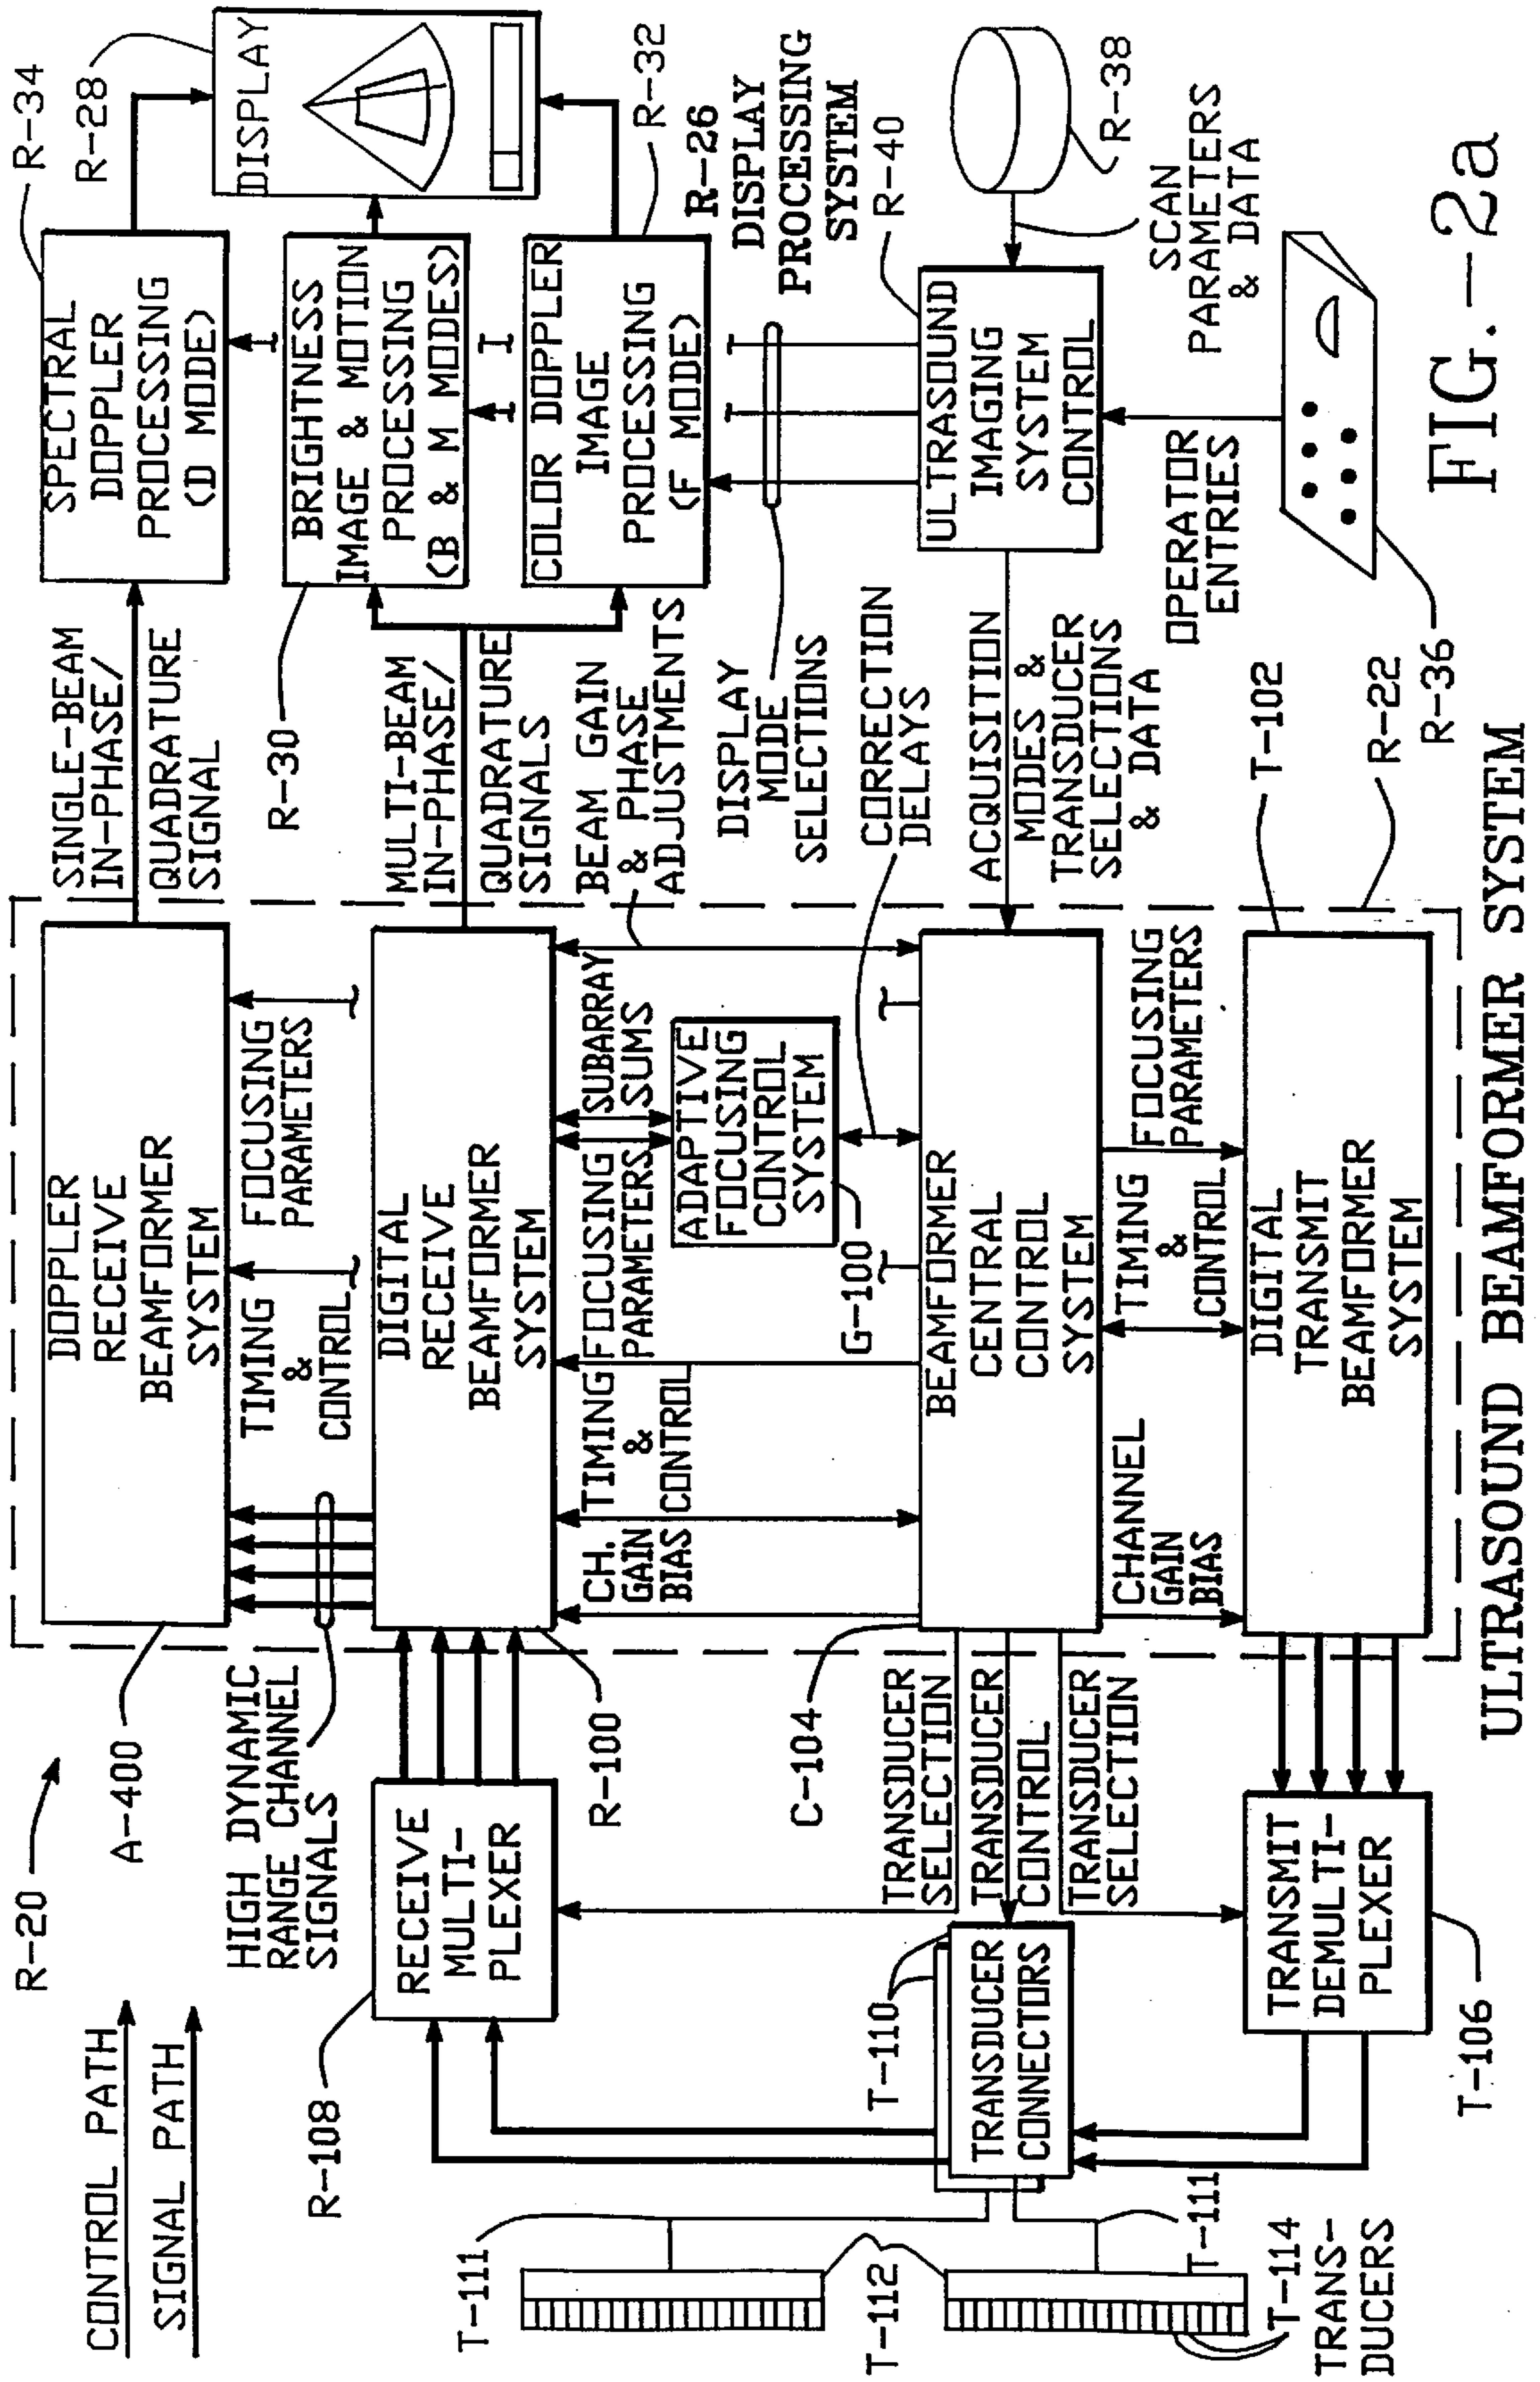 CONTROL PATH
SIGNAL PATH
R-20
A-400
HIGH DYNAMIC
RANGE CHANNEL
SIGNALS
DOPPLER
RECEIVE
BEAMFORMER
SYSTEM
TIMING
&
CONTROL
FOCUSING
PARAMETERS
SINGLE-BEAM
IN-PHASE/
QUADRATURE
SIGNAL
SPECTRAL
DOPPLER
PROCESSING
(D MODE)
R-34
R-28
DISPLAY
R-108
RECEIVE
MULTI-
PLEXER
R-100
DIGITAL
RECEIVE
BEAMFORMER
SYSTEM
R-30
MULTI-BEAM
IN-PHASE/
QUADRATURE
SIGNALS
BRIGHTNESS
IMAGE & MOTION
PROCESSING
(B & M MODES)
COLOR DOPPLER
IMAGE
PROCESSING
(F MODE)
R-32
R-26
DISPLAY
PROCESSING
SYSTEM
CH.
GAIN
BIAS
TIMING
&
CONTROL
FOCUSING
PARAMETERS
SUBARRAY
SUMS
BEAM GAIN
& PHASE
ADJUSTMENTS
ADAPTIVE
FOCUSING
CONTROL
SYSTEM
G-100
DISPLAY
MODE
SELECTIONS
CORRECTION
DELAYS
C-104
TRANSDUCER
SELECTION
TRANSDUCER
CONTROL
TRANSDUCER
SELECTION
BEAMFORMER
CENTRAL
CONTROL
SYSTEM
ACQUISITION
MODES &
TRANSDUCER
SELECTIONS
& DATA
R-40
ULTRASOUND
IMAGING
SYSTEM
CONTROL
R-38
SCAN
PARAMETERS
& DATA
OPERATOR
ENTRIES
R-36
T-111
T-112
T-110
TRANSDUCER
CONNECTORS
T-111
T-114
TRANS-
DUCERS
CHANNEL
GAIN
BIAS
TIMING
&
CONTROL
FOCUSING
PARAMETERS
TRANSMIT
DEMULTI-
PLEXER
T-106
DIGITAL
TRANSMIT
BEAMFORMER
SYSTEM
T-102
R-22
ULTRASOUND BEAMFORMER SYSTEM
FIG.-2a